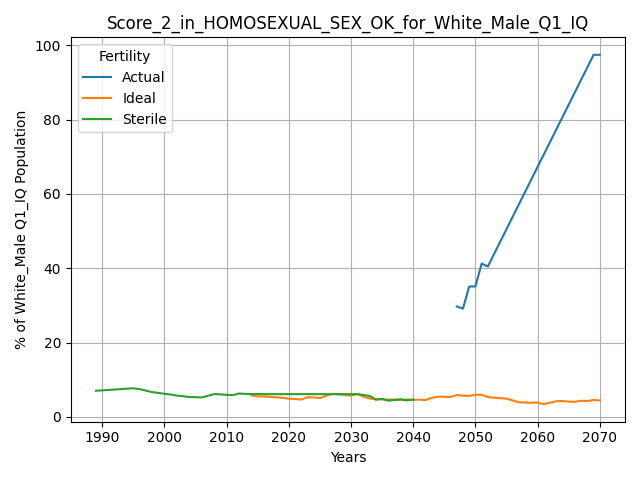 Score_2_in_HOMOSEXUAL_SEX_OK_for_White_Male_Q1_IQ
Fertility
Actual
Ideal
Sterile
% of White_Male Q1_IQ Population
100
80
60
40
20
0
1990 2000 2010 2020 2030 2040 2050 2060 2070
Years